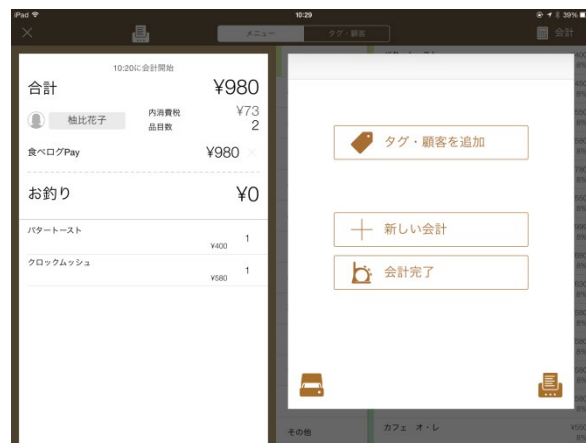 iPad
10:29
39%
メニュー
タグ・顧客
会計
10:20に会計開始
合計
¥980
柚比花子
内消費税
¥73
品目数
2
食べログPay
¥980
お釣り
¥0
バタートースト
¥400
1
クロックムッシュ
¥580
1
タグ・顧客を追加
新しい会計
会計完了
その他
カフェ オ・レ